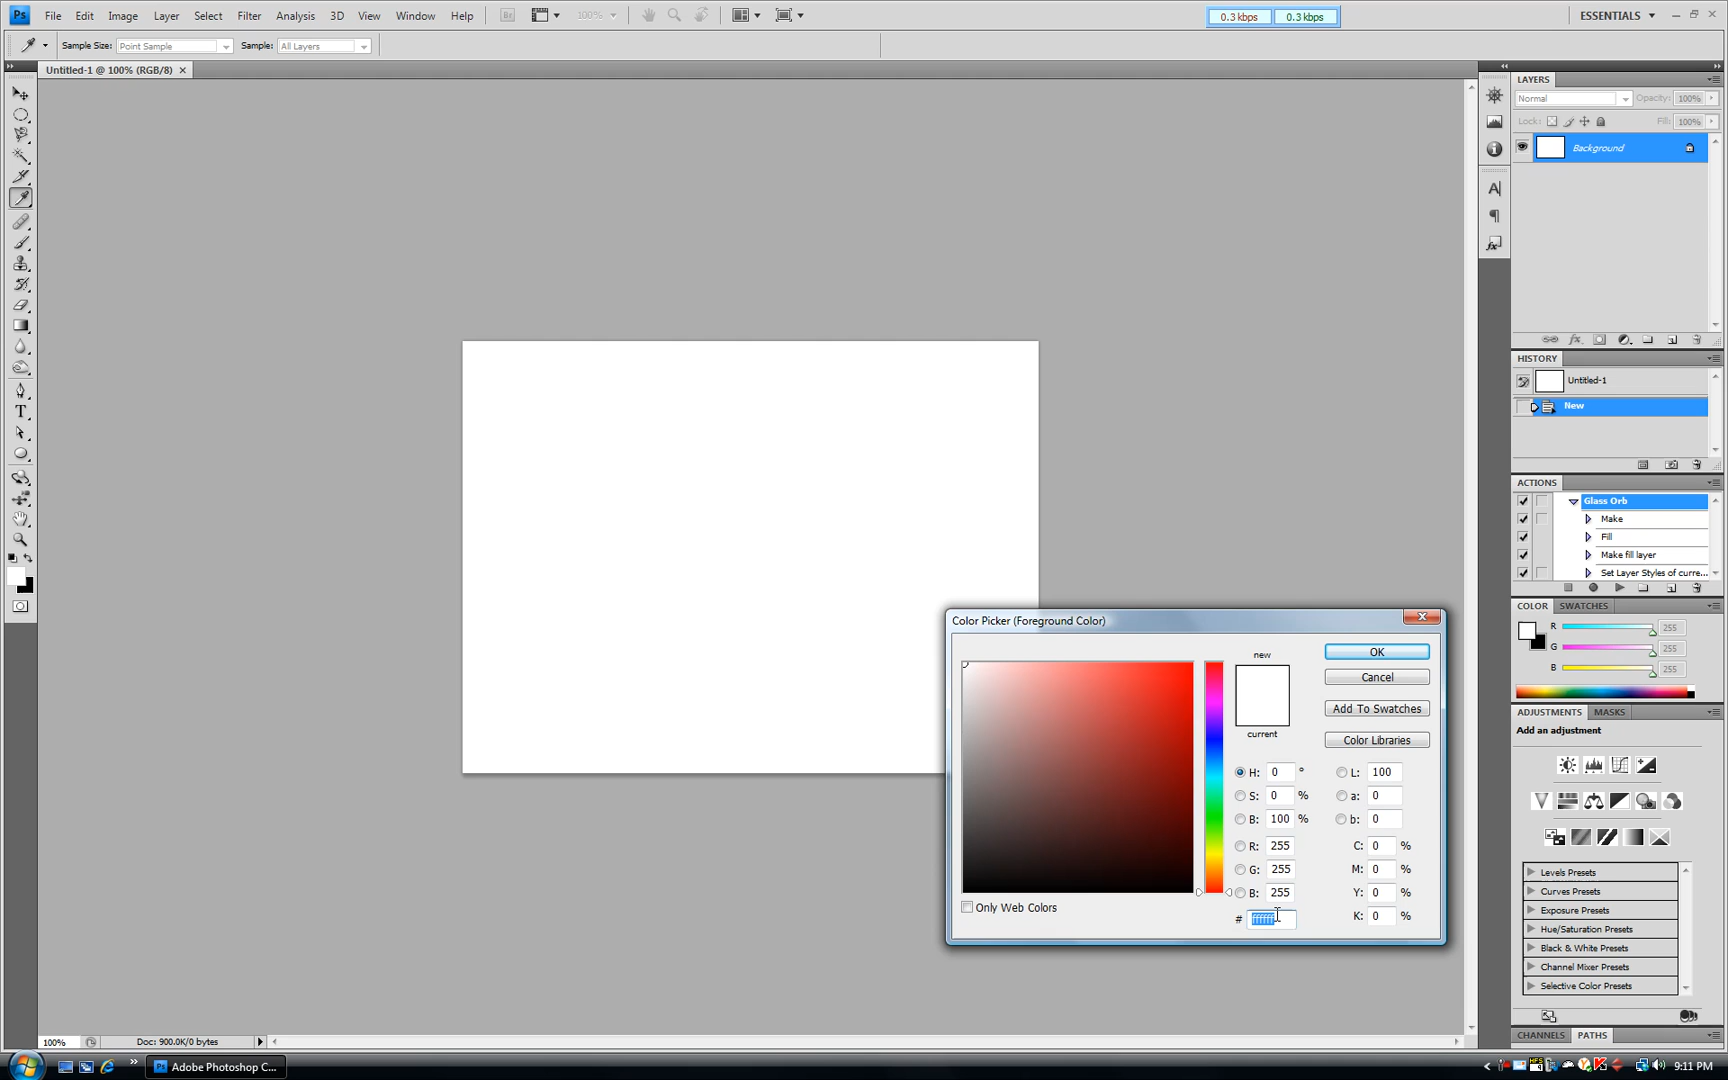 Ps File Edit Image Layer Select Filter Analysis 3D View Window Help Br 100% 0.3 kbps 0.3 kbps ESSENTIALS
Sample Size: Point Sample Sample: All Layers
Untitled-1 @ 100% (RGB/8)
LAYERS
Normal Opacity: 100%
Lock: Fill: 100%
Background
HISTORY
Untitled-1
New
ACTIONS
Glass Orb
Make
Fill
Make fill layer
Set Layer Styles of curre...
COLOR SWATCHES
R 255
G 255
B 255
ADJUSTMENTS MASKS
Add an adjustment
Levels Presets
Curves Presets
Exposure Presets
Hue/Saturation Presets
Black & White Presets
Channel Mixer Presets
Selective Color Presets
CHANNELS PATHS
Color Picker (Foreground Color)
new
current
OK
Cancel
Add To Swatches
Color Libraries
H: 0 ° L: 100
S: 0 % a: 0
B: 100 % b: 0
R: 255 C: 0 %
G: 255 M: 0 %
B: 255 Y: 0 %
# ffffff K: 0 %
Only Web Colors
100% Doc: 900.0K/0 bytes
Ps Adobe Photoshop C... 9:11 PM